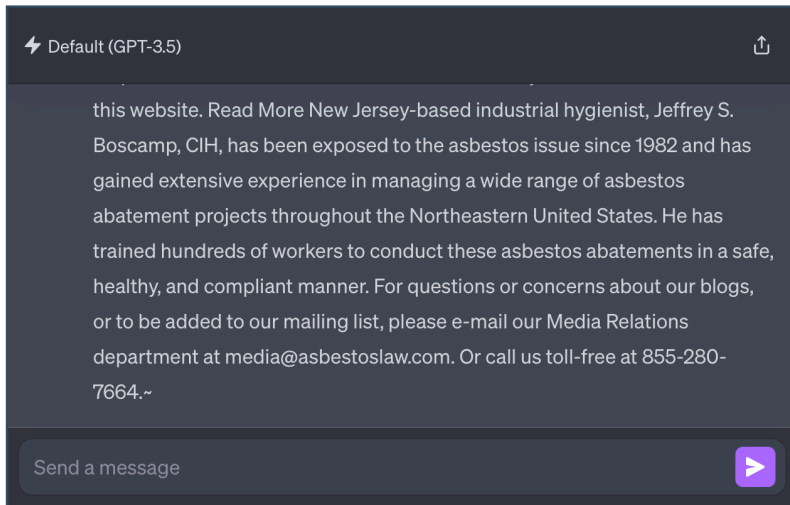 Default (GPT-3.5)
this website. Read More New Jersey-based industrial hygienist, Jeffrey S.
Boscamp, CIH, has been exposed to the asbestos issue since 1982 and has
gained extensive experience in managing a wide range of asbestos
abatement projects throughout the Northeastern United States. He has
trained hundreds of workers to conduct these asbestos abatements in a safe,
healthy, and compliant manner. For questions or concerns about our blogs,
or to be added to our mailing list, please e-mail our Media Relations
department at media@asbestoslaw.com. Or call us toll-free at 855-280-
7664.~
Send a message